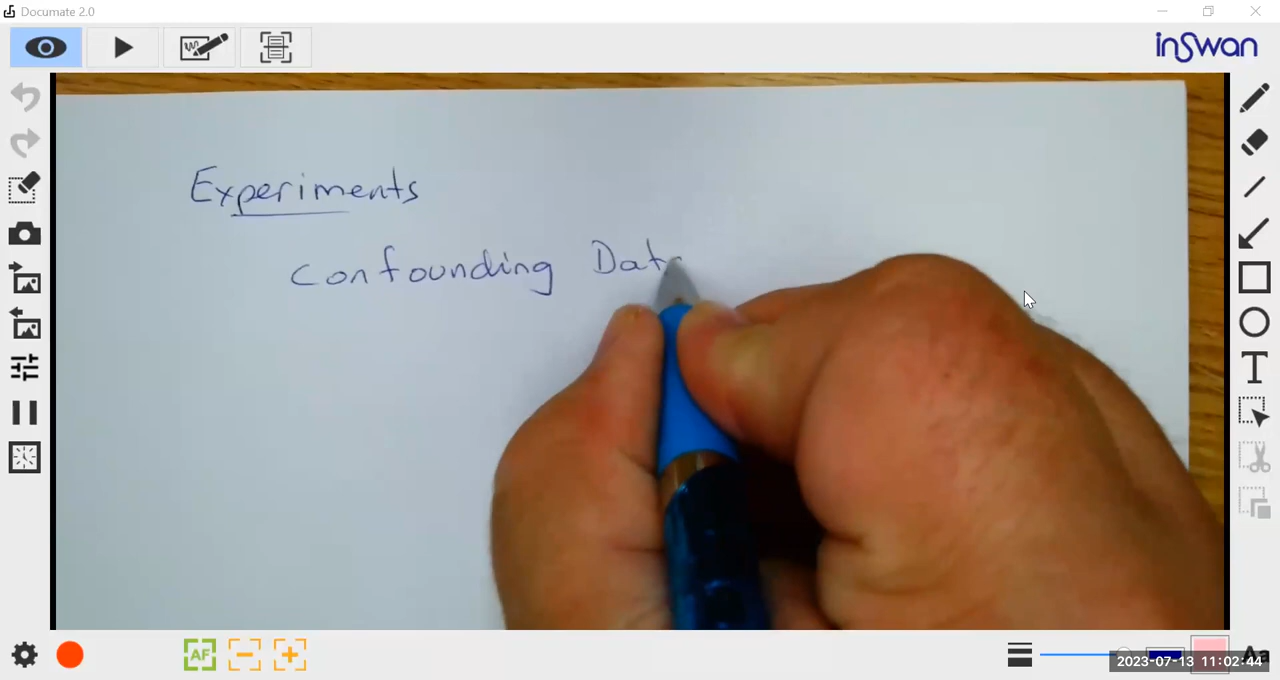 Documate 2.0
inSwan
Experiments
Confounding Dat
AF
T
Aa
2023-07-13 11:02:44